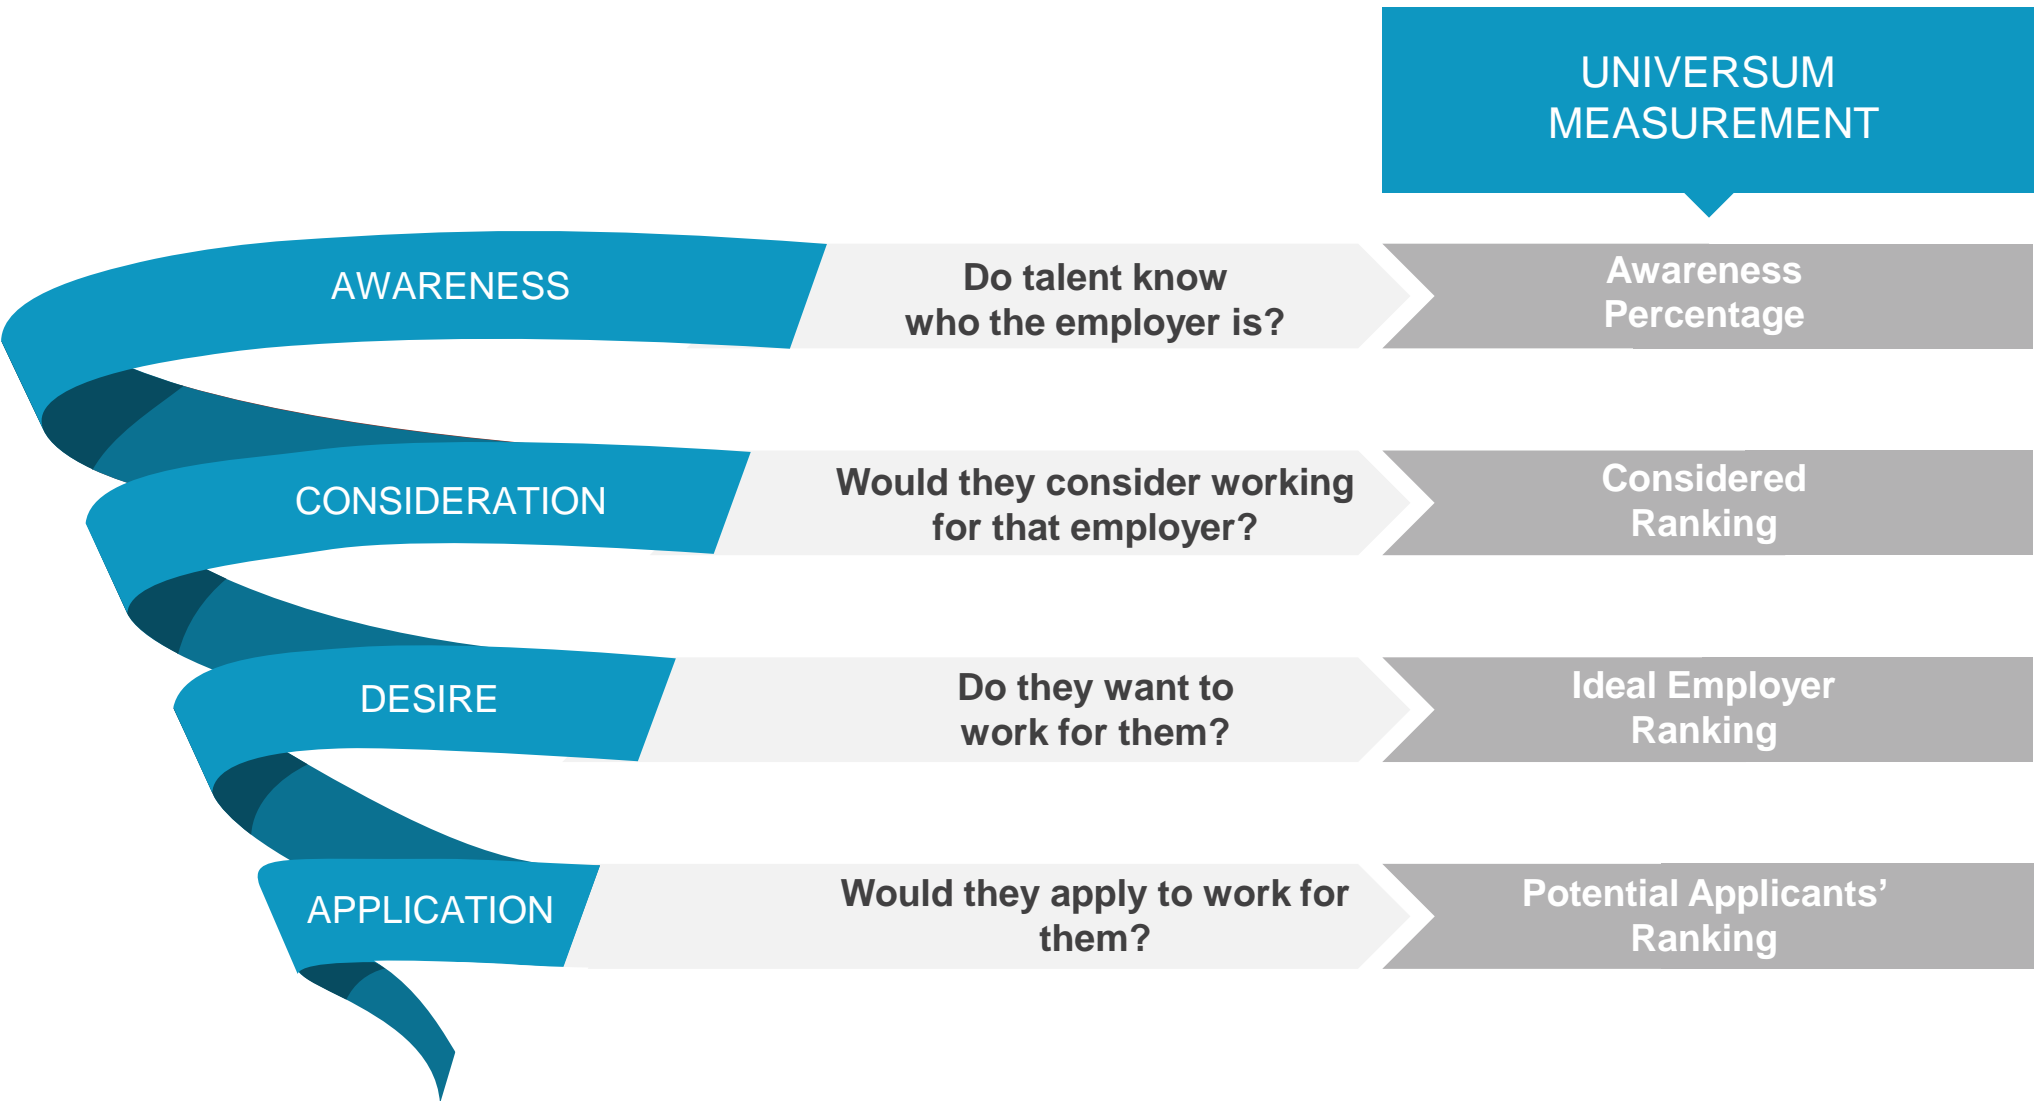 UNIVERSUM
MEASUREMENT
AWARENESS
Do talent know
who the employer is?
Awareness
Percentage
CONSIDERATION
Would they consider working
for that employer?
Considered
Ranking
DESIRE
Do they want to
work for them?
Ideal Employer
Ranking
APPLICATION
Would they apply to work for
them?
Potential Applicants’
Ranking